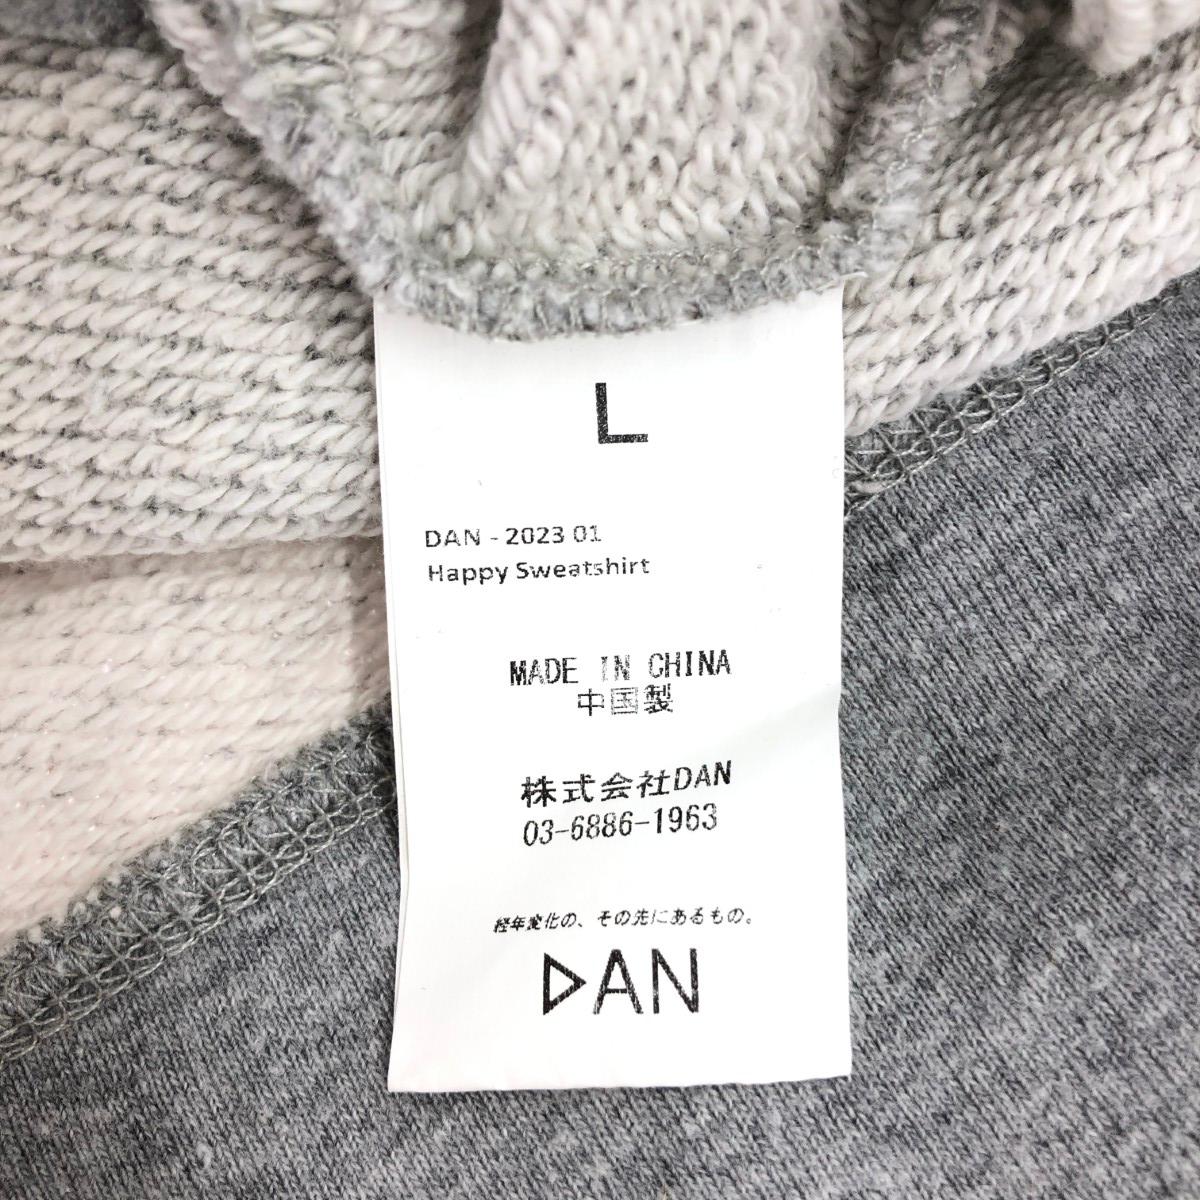 L
DAN - 2023 01
Happy Sweatshirt
MADE IN CHINA
中国製
株式会社DAN
03-6886-1963
経年変化の、その先にあるもの。
DAN